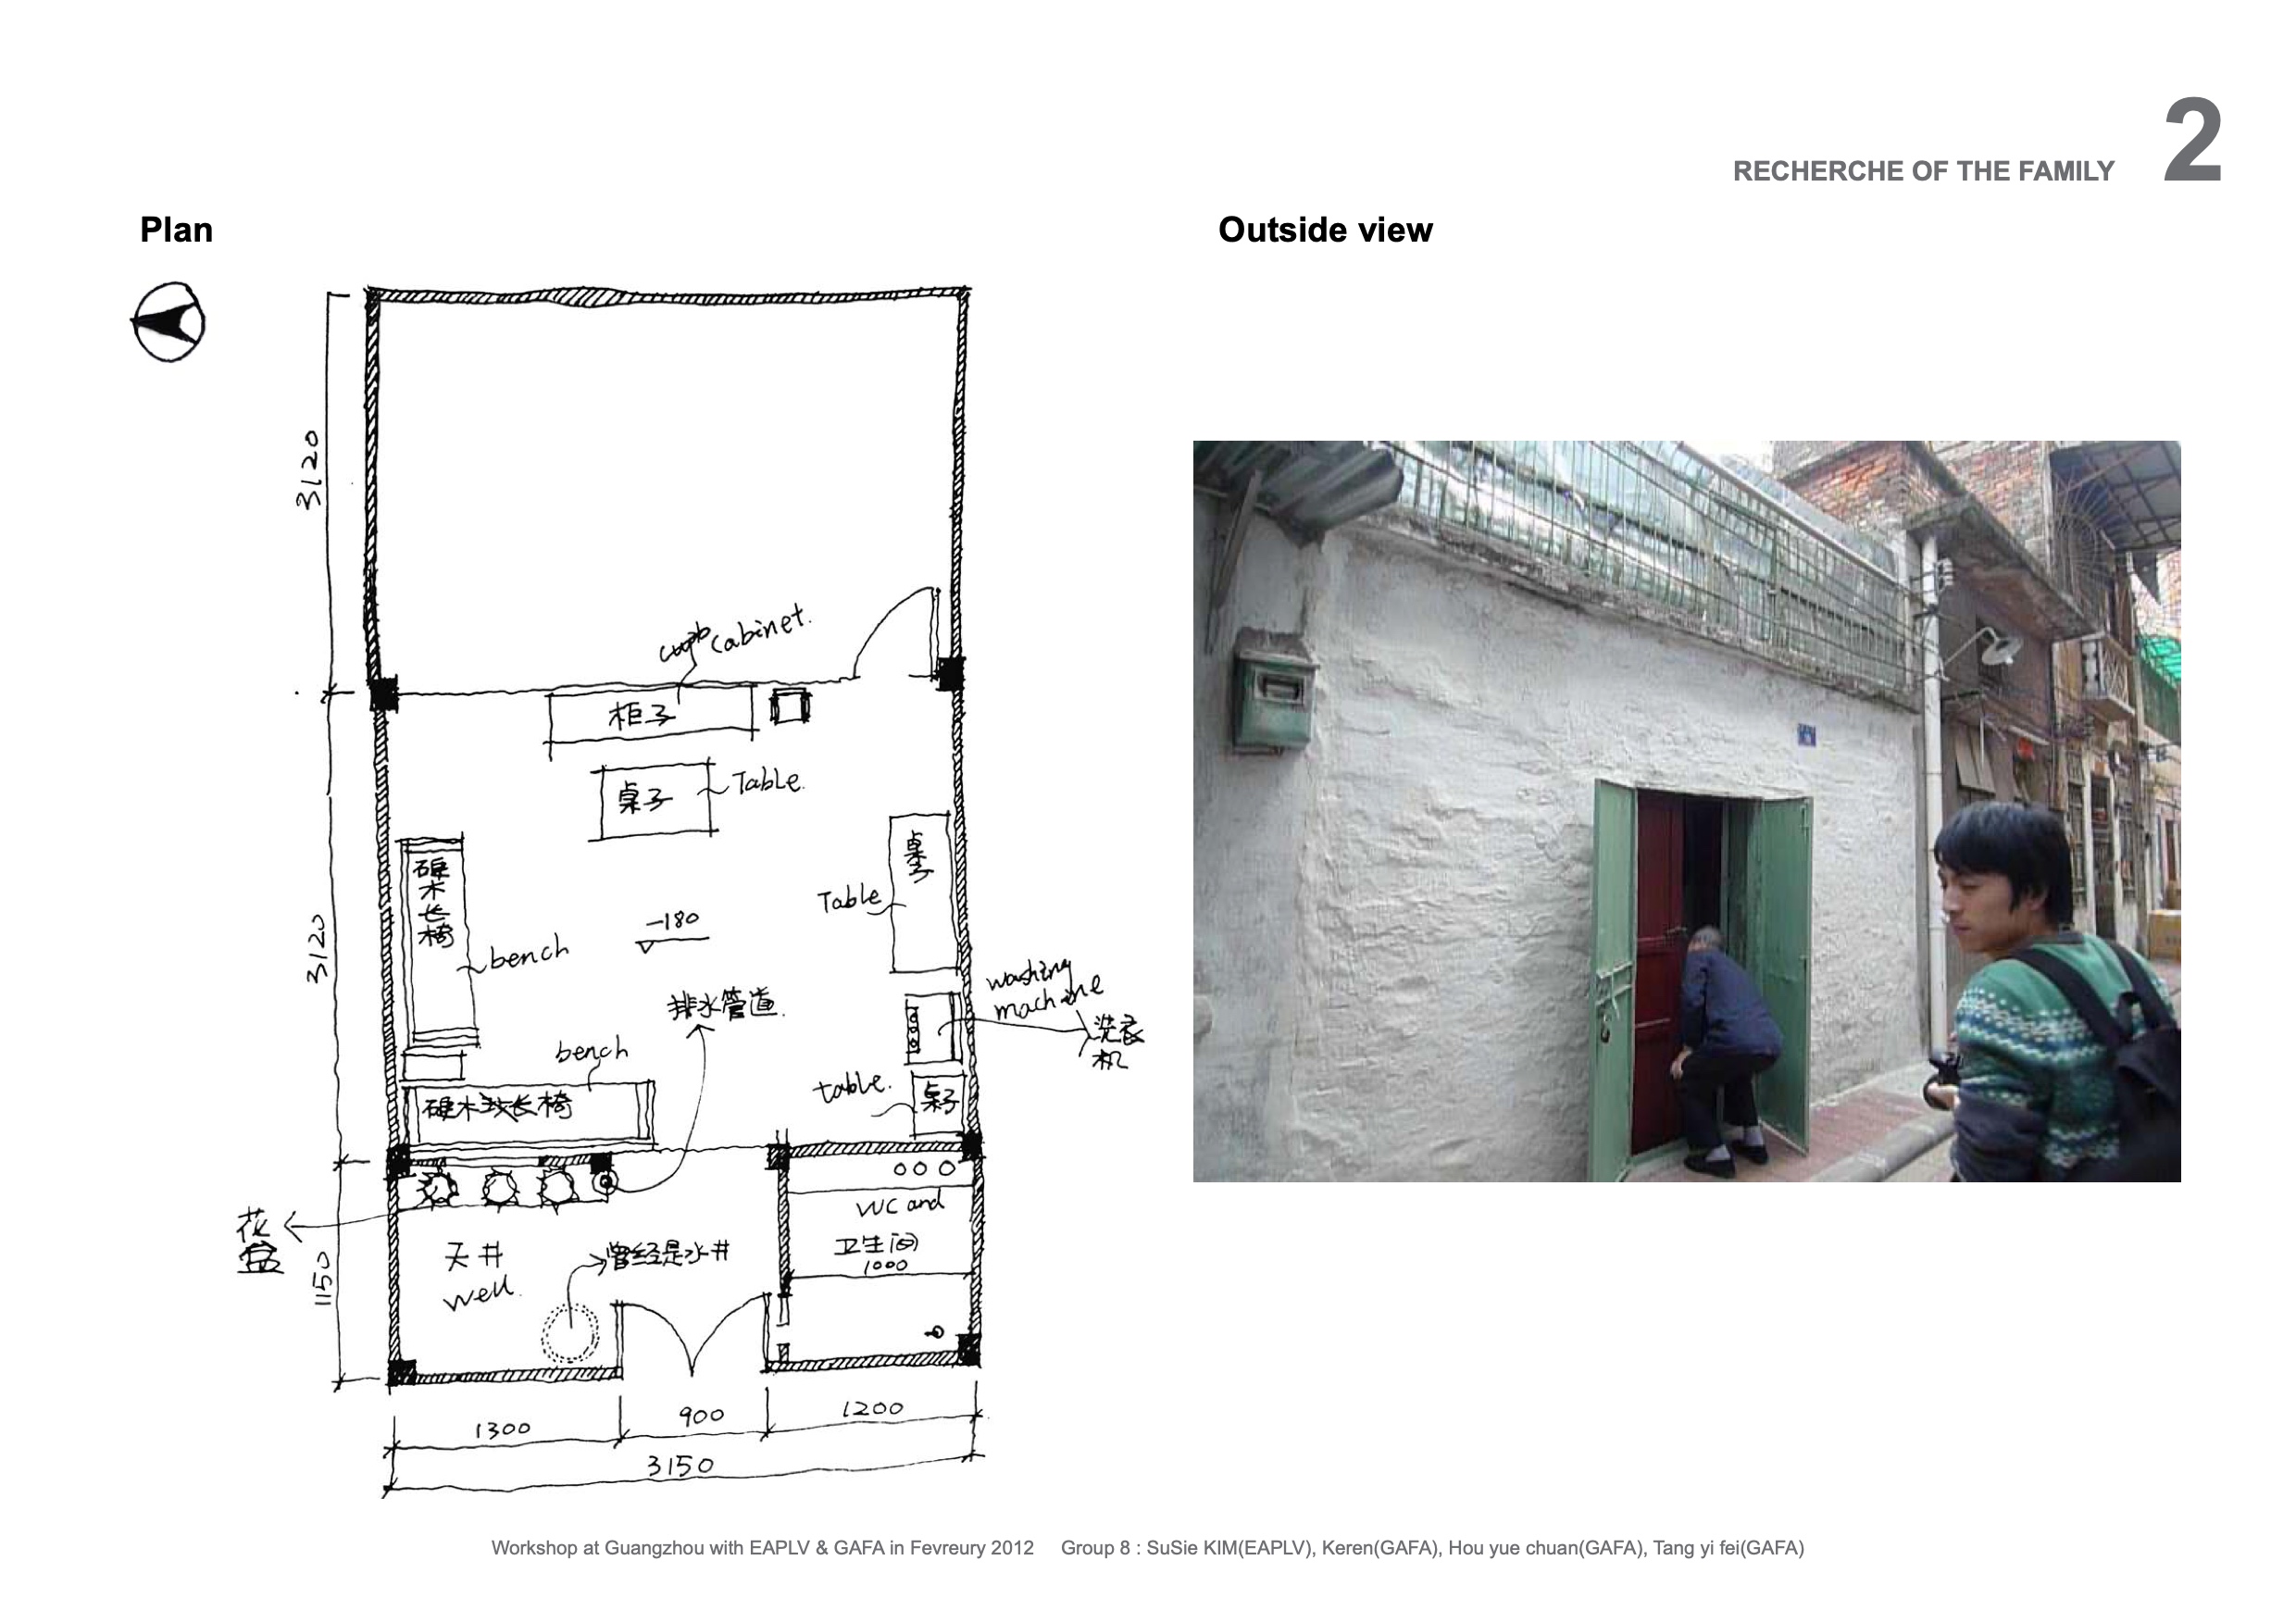 RECHERCHE OF THE FAMILY 2
Plan
Outside view
3120
cabinet.
柜子
桌子
Table.
桌子
Table
硬木长椅
bench
-180
3120
washing
machine
洗衣
机
排水管道.
bench
硬木长椅
table.
桌子
花
盆
天井
well.
曾经是水井
WC and
卫生间
1000
1150
1300
900
1200
3150
Workshop at Guangzhou with EAPLV & GAFA in Fevreury 2012 Group 8 : SuSie KIM(EAPLV), Keren(GAFA), Hou yue chuan(GAFA), Tang yi fei(GAFA)